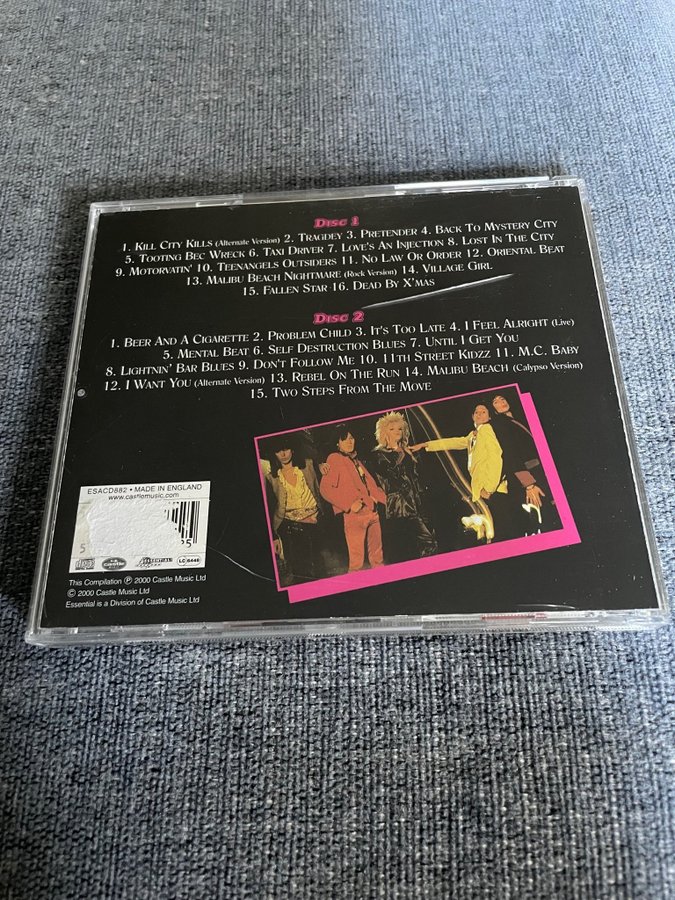 Disc 1
1. Kill City Kills (Alternate Version) 2. Tragdey 3. Pretender 4. Back To Mystery City
5. Tooting Bec Wreck 6. Taxi Driver 7. Love's An Injection 8. Lost In The City
9. Motorvatin' 10. Teenangels Outsiders 11. No Law Or Order 12. Oriental Beat
13. Malibu Beach Nightmare (Rock Version) 14. Village Girl
15. Fallen Star 16. Dead By X'mas
Disc 2
1. Beer And A Cigarette 2. Problem Child 3. It's Too Late 4. I Feel Alright (Live)
5. Mental Beat 6. Self Destruction Blues 7. Until I Get You
8. Lightnin' Bar Blues 9. Don't Follow Me 10. 11th Street Kidzz 11. M.C. Baby
12. I Want You (Alternate Version) 13. Rebel On The Run 14. Malibu Beach (Calypso Version)
15. Two Steps From The Move
ESACD882 • MADE IN ENGLAND
www.castlemusic.com
5
ESSENTIAL
LC 6448
This Compilation ℗ 2000 Castle Music Ltd
© 2000 Castle Music Ltd
Essential is a Division of Castle Music Ltd